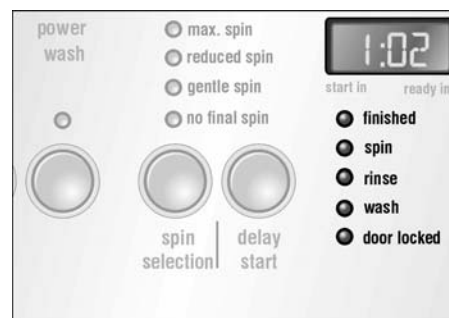 power
wash
max. spin
reduced spin
gentle spin
no final spin
1:02
start in
ready in
finished
spin
rinse
wash
door locked
spin
selection
delay
start